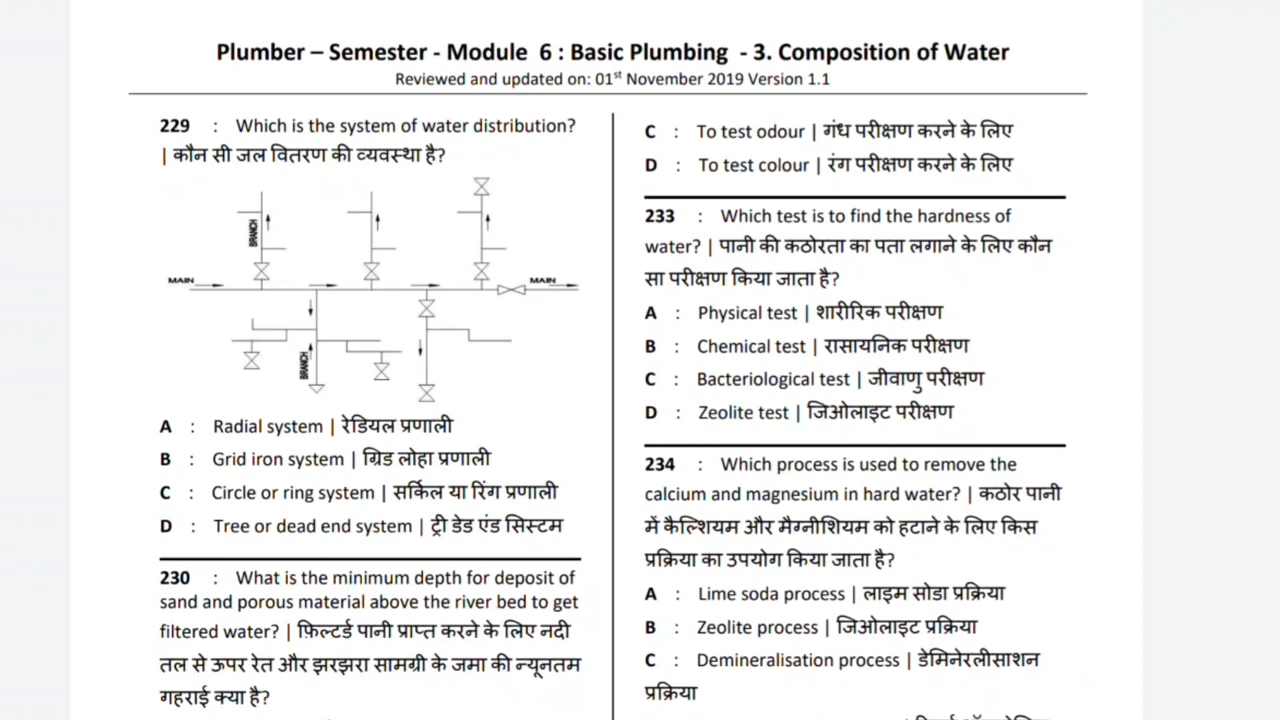 Plumber – Semester - Module 6 : Basic Plumbing - 3. Composition of Water
Reviewed and updated on: 01st November 2019 Version 1.1
229 : Which is the system of water distribution?
| कौन सी जल वितरण की व्यवस्था है?
BRANCH
MAIN
MAIN
BRANCH
A : Radial system | रेडियल प्रणाली
B : Grid iron system | ग्रिड लोहा प्रणाली
C : Circle or ring system | सर्किल या रिंग प्रणाली
D : Tree or dead end system | ट्री डेड एंड सिस्टम
230 : What is the minimum depth for deposit of
sand and porous material above the river bed to get
filtered water? | फ़िल्टर्ड पानी प्राप्त करने के लिए नदी
तल से ऊपर रेत और झरझरा सामग्री के जमा की न्यूनतम
गहराई क्या है?
C : To test odour | गंध परीक्षण करने के लिए
D : To test colour | रंग परीक्षण करने के लिए
233 : Which test is to find the hardness of
water? | पानी की कठोरता का पता लगाने के लिए कौन
सा परीक्षण किया जाता है?
A : Physical test | शारीरिक परीक्षण
B : Chemical test | रासायनिक परीक्षण
C : Bacteriological test | जीवाणु परीक्षण
D : Zeolite test | जिओलाइट परीक्षण
234 : Which process is used to remove the
calcium and magnesium in hard water? | कठोर पानी
में कैल्शियम और मैग्नीशियम को हटाने के लिए किस
प्रक्रिया का उपयोग किया जाता है?
A : Lime soda process | लाइम सोडा प्रक्रिया
B : Zeolite process | जिओलाइट प्रक्रिया
C : Demineralisation process | डेमिनेरलीसाशन
प्रक्रिया